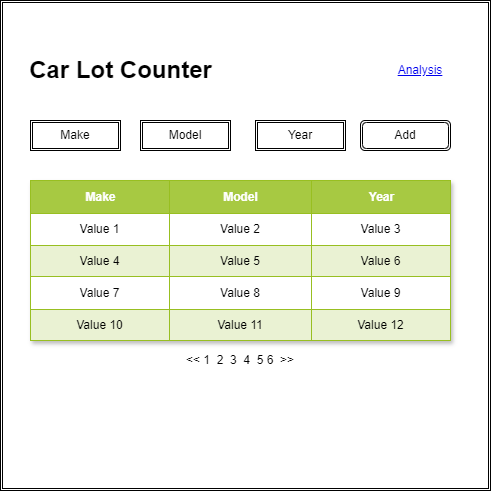 Car Lot Counter Analysis
Make Model Year Add
Make Model Year
Value 1 Value 2 Value 3
Value 4 Value 5 Value 6
Value 7 Value 8 Value 9
Value 10 Value 11 Value 12
<< 1 2 3 4 5 6 >>